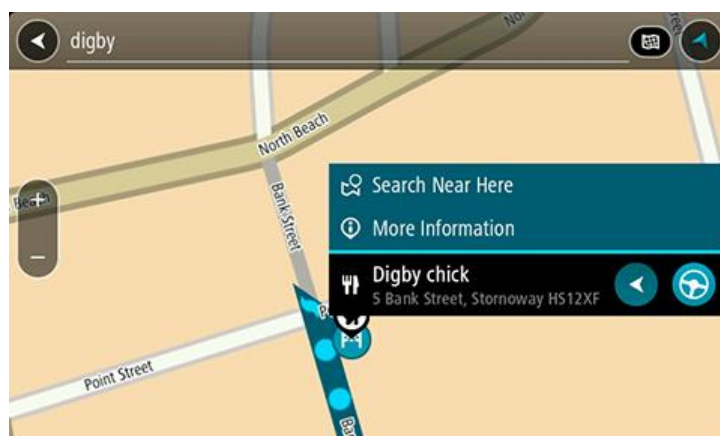 digby
North Beach
Bank Street
Search Near Here
More Information
Digby chick
5 Bank Street, Stornoway HS12XF
Point Street